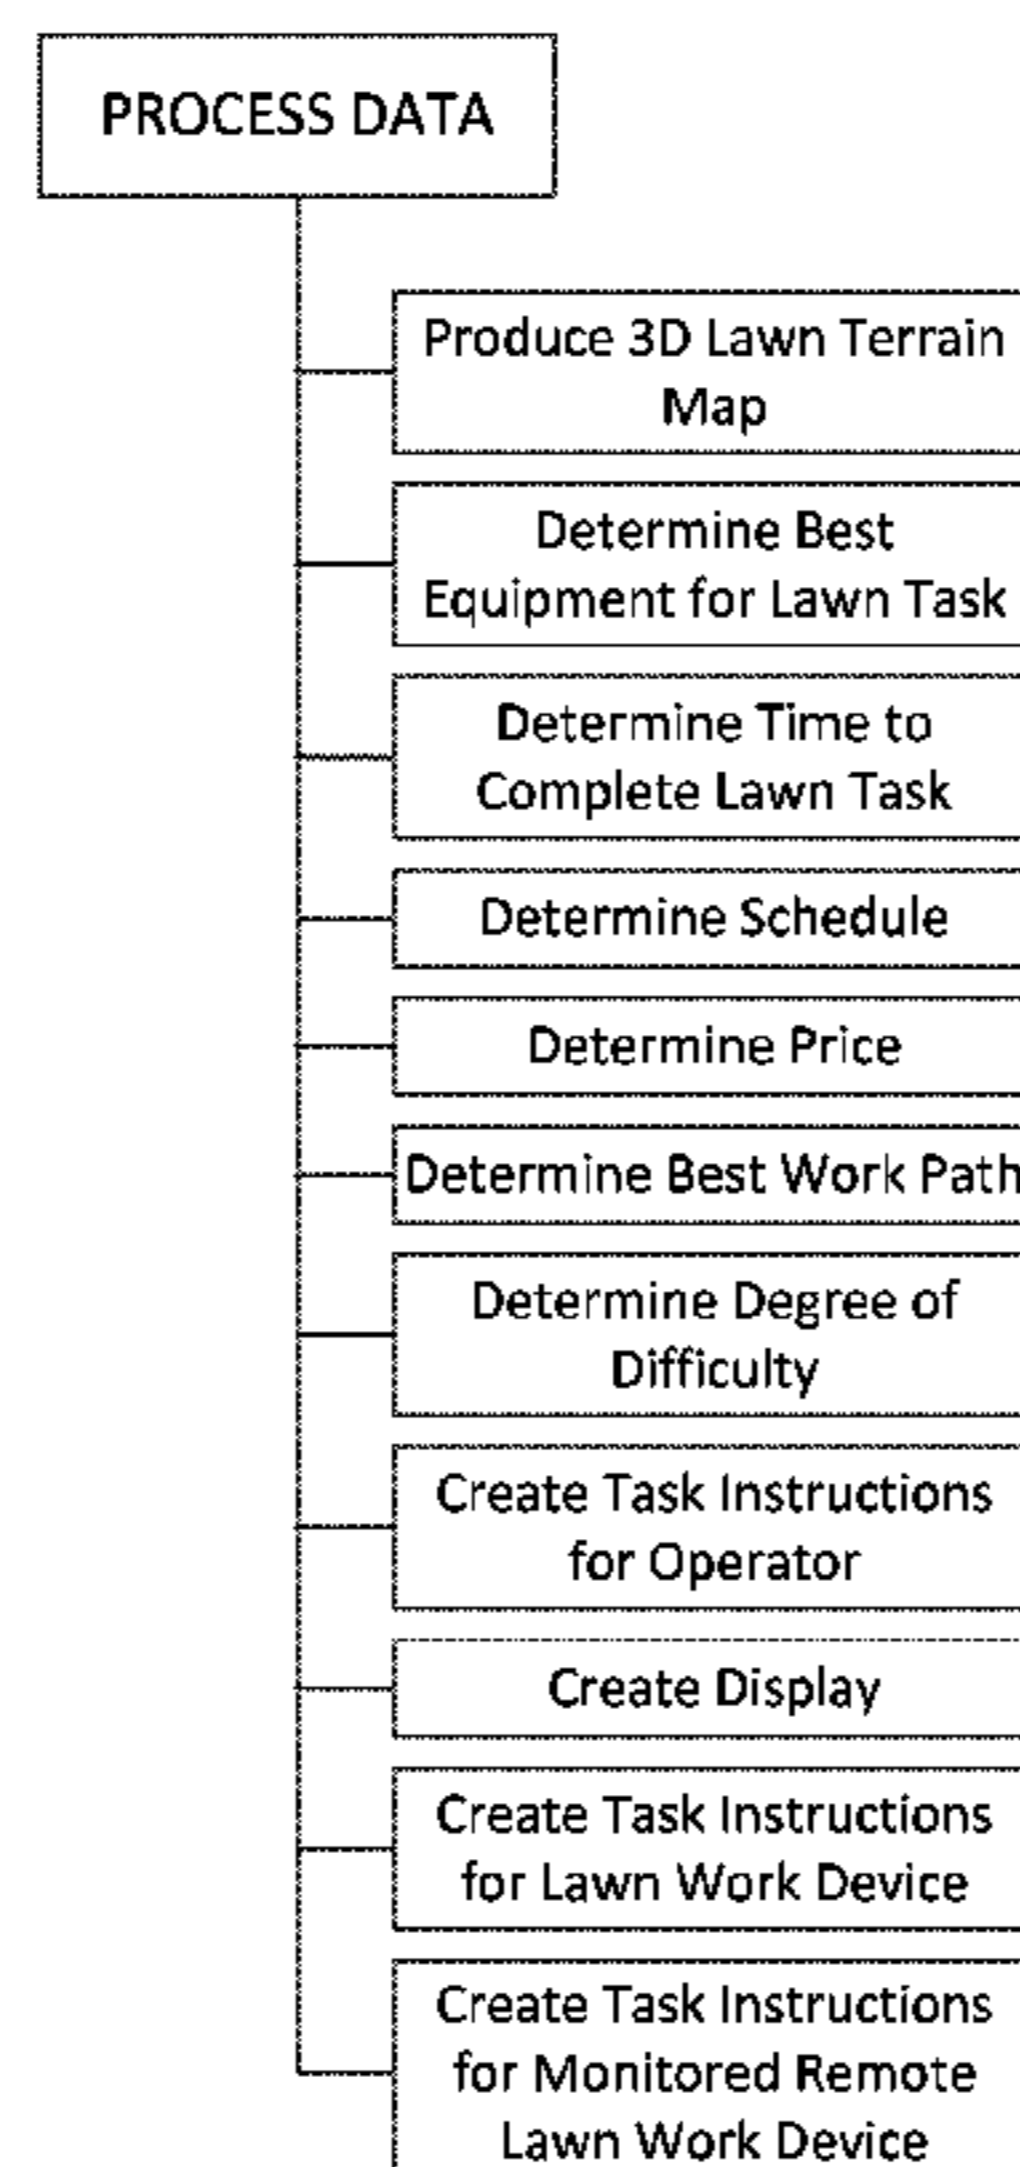 PROCESS DATA
Produce 3D Lawn Terrain
Map
Determine Best
Equipment for Lawn Task
Determine Time to
Complete Lawn Task
Determine Schedule
Determine Price
Determine Best Work Path
Determine Degree of
Difficulty
Create Task Instructions
for Operator
Create Display
Create Task Instructions
for Lawn Work Device
Create Task Instructions
for Monitored Remote
Lawn Work Device